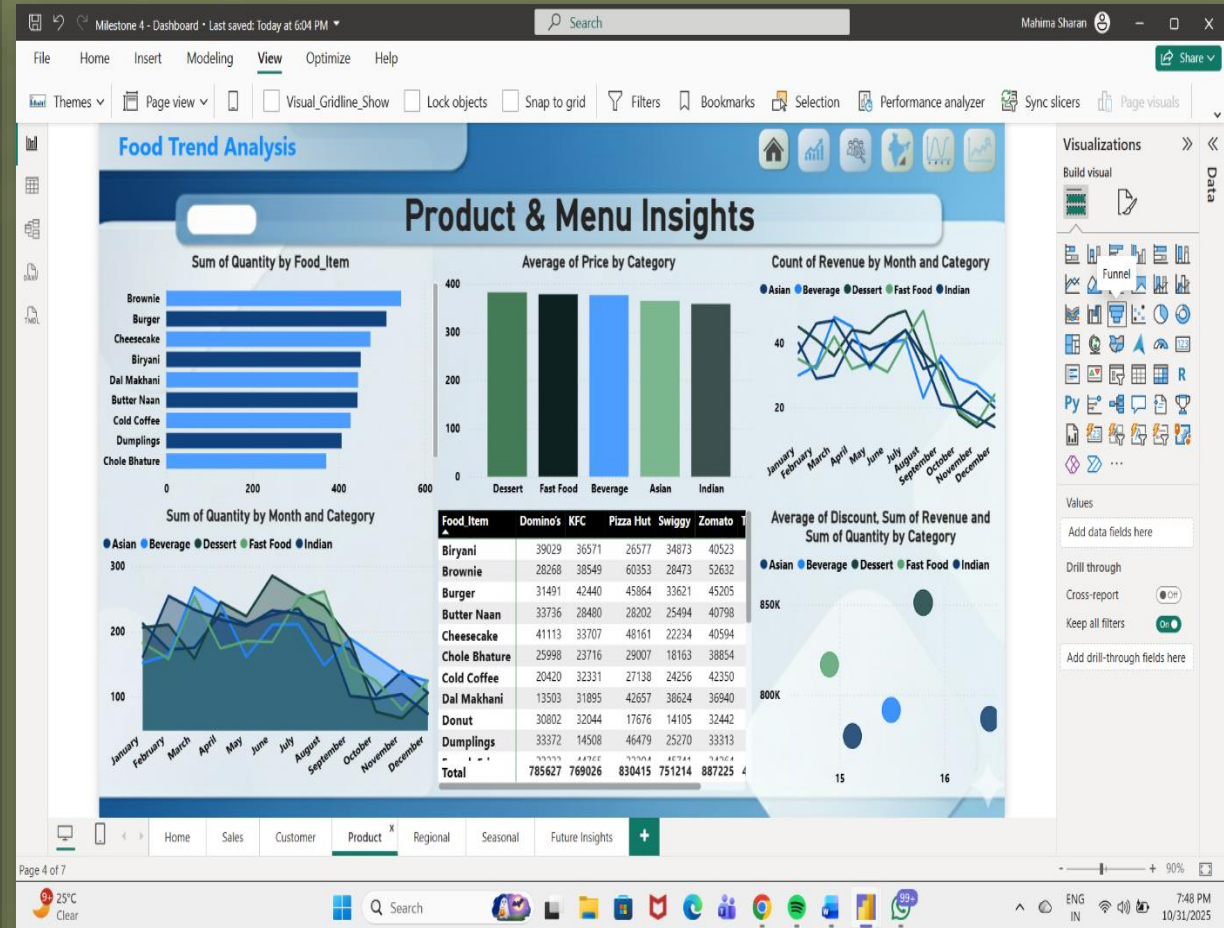 Milestone 4 - Dashboard • Last saved: Today at 6:04 PM
Search
Mahima Sharan
File Home Insert Modeling View Optimize Help
Share
Themes Page view Visual_Gridline_Show Lock objects Snap to grid Filters Bookmarks Selection Performance analyzer Sync slicers Page visuals
Food Trend Analysis
Product & Menu Insights
Sum of Quantity by Food_Item
Brownie
Burger
Cheesecake
Biryani
Dal Makhani
Butter Naan
Cold Coffee
Dumplings
Chole Bhature
0 200 400 600
Average of Price by Category
400
300
200
100
0
Dessert Fast Food Beverage Asian Indian
Count of Revenue by Month and Category
Asian Beverage Dessert Fast Food Indian
40
20
January February March April May June July August September October November December
Sum of Quantity by Month and Category
Asian Beverage Dessert Fast Food Indian
300
200
100
January February March April May June July August September October November December
Food_Item Domino's KFC Pizza Hut Swiggy Zomato
Biryani 39029 36571 26577 34873 40523
Brownie 28268 38549 60353 28473 52632
Burger 31491 42440 45864 33621 45205
Butter Naan 33736 28480 28202 25494 40798
Cheesecake 41113 33707 48161 22234 40594
Chole Bhature 25998 23716 29007 18163 38854
Cold Coffee 20420 32331 27138 24256 42350
Dal Makhani 13503 31895 42657 38624 36940
Donut 30802 32044 17676 14105 32442
Dumplings 33372 14508 46479 25270 33313
Total 785627 769026 830415 751214 887225 4
Average of Discount, Sum of Revenue and
Sum of Quantity by Category
Asian Beverage Dessert Fast Food Indian
850K
800K
15 16
Visualizations
Data
Build visual
Funnel
123
R
Py
Values
Add data fields here
Drill through
Cross-report Off
Keep all filters On
Add drill-through fields here
Home Sales Customer Product Regional Seasonal Future Insights +
Page 4 of 7
- + 90%
9+
25°C
Clear
Search
99+
ENG
IN
7:48 PM
10/31/2025